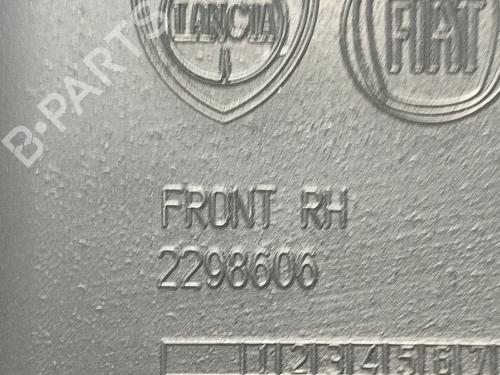 LANCIA
FIAT
B-PARTS
FRONT RH
2298606
1 2 3 4 5 6 7